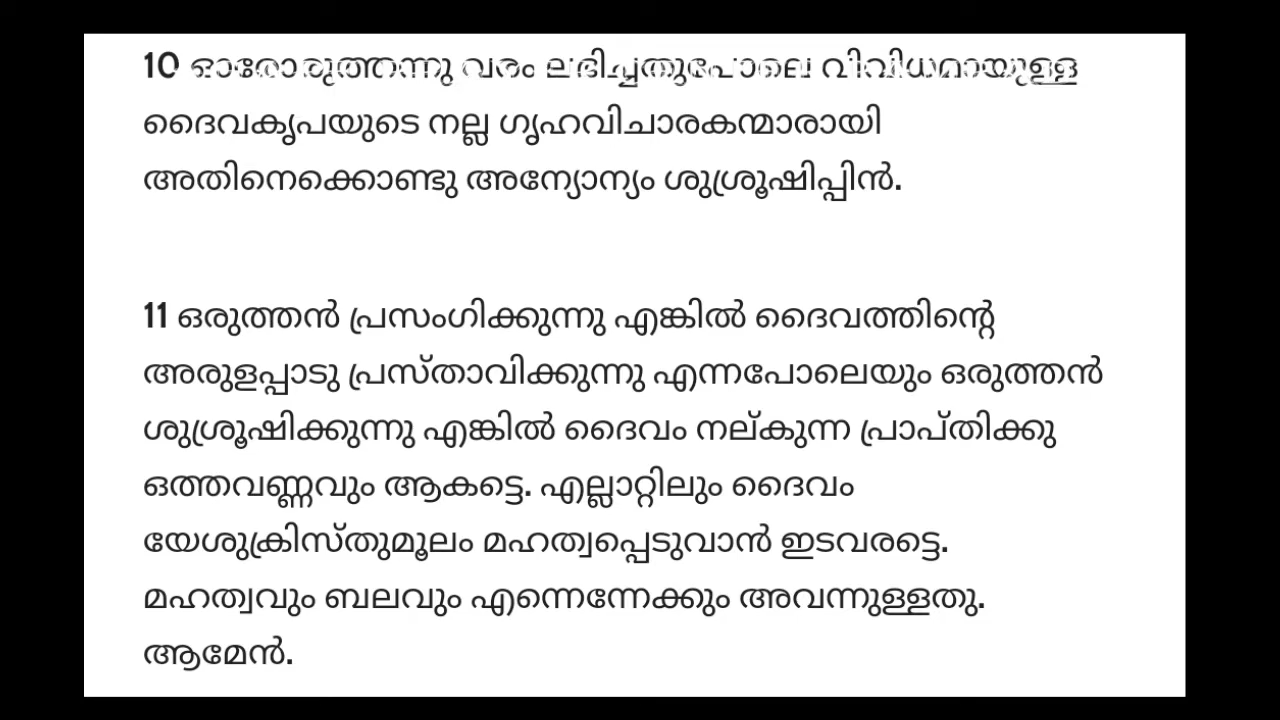 10 ഓരോരുത്തന്നു വരം ലഭിച്ചതുപോലെ വിവിധമായുള്ള
ദൈവകൃപയുടെ നല്ല ഗൃഹവിചാരകന്മാരായി
അതിനെക്കൊണ്ടു അന്യോന്യം ശുശ്രൂഷിപ്പിൻ.
11 ഒരുത്തൻ പ്രസംഗിക്കുന്നു എങ്കിൽ ദൈവത്തിന്റെ
അരുളപ്പാടു പ്രസ്താവിക്കുന്നു എന്നപോലെയും ഒരുത്തൻ
ശുശ്രൂഷിക്കുന്നു എങ്കിൽ ദൈവം നല്കുന്ന പ്രാപ്തിക്കു
ഒത്തവണ്ണവും ആകട്ടെ. എല്ലാറ്റിലും ദൈവം
യേശുക്രിസ്തുമൂലം മഹത്വപ്പെടുവാൻ ഇടവരട്ടെ.
മഹത്വവും ബലവും എന്നെന്നേക്കും അവന്നുള്ളതു.
ആമേൻ.